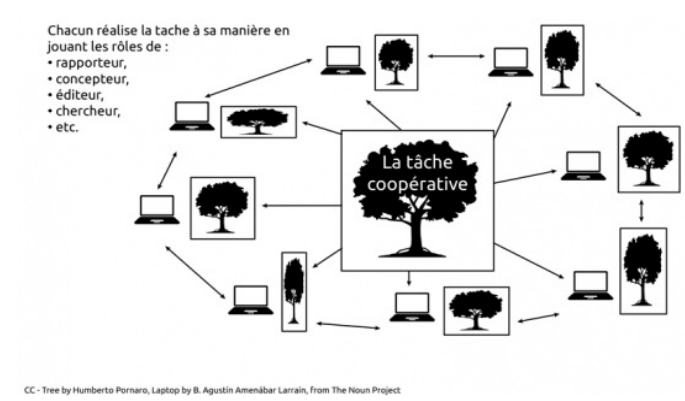 Chacun réalise la tache à sa manière en
jouant les rôles de :
• rapporteur,
• concepteur,
• éditeur,
• chercheur,
• etc.
La tâche
coopérative
CC - Tree by Humberto Pornaro, Laptop by B. Agustín Amenábar Larraín, from The Noun Project